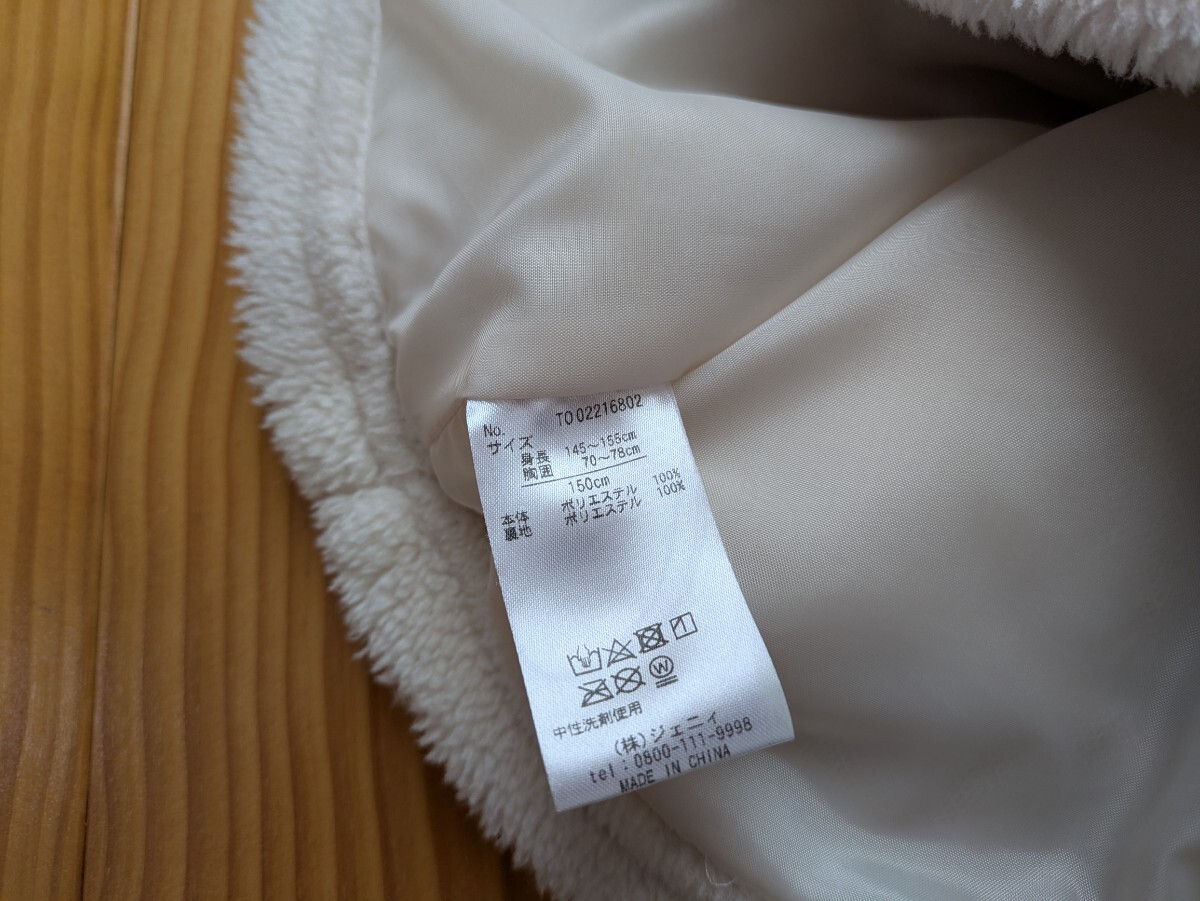 No. TO 02216802
サイズ
身長 145～155cm
胸囲 70～78cm
150cm
本体 ポリエステル 100%
裏地 ポリエステル 100%
W
中性洗剤使用
(株)ジェニィ
tel：0800-111-9998
MADE IN CHINA